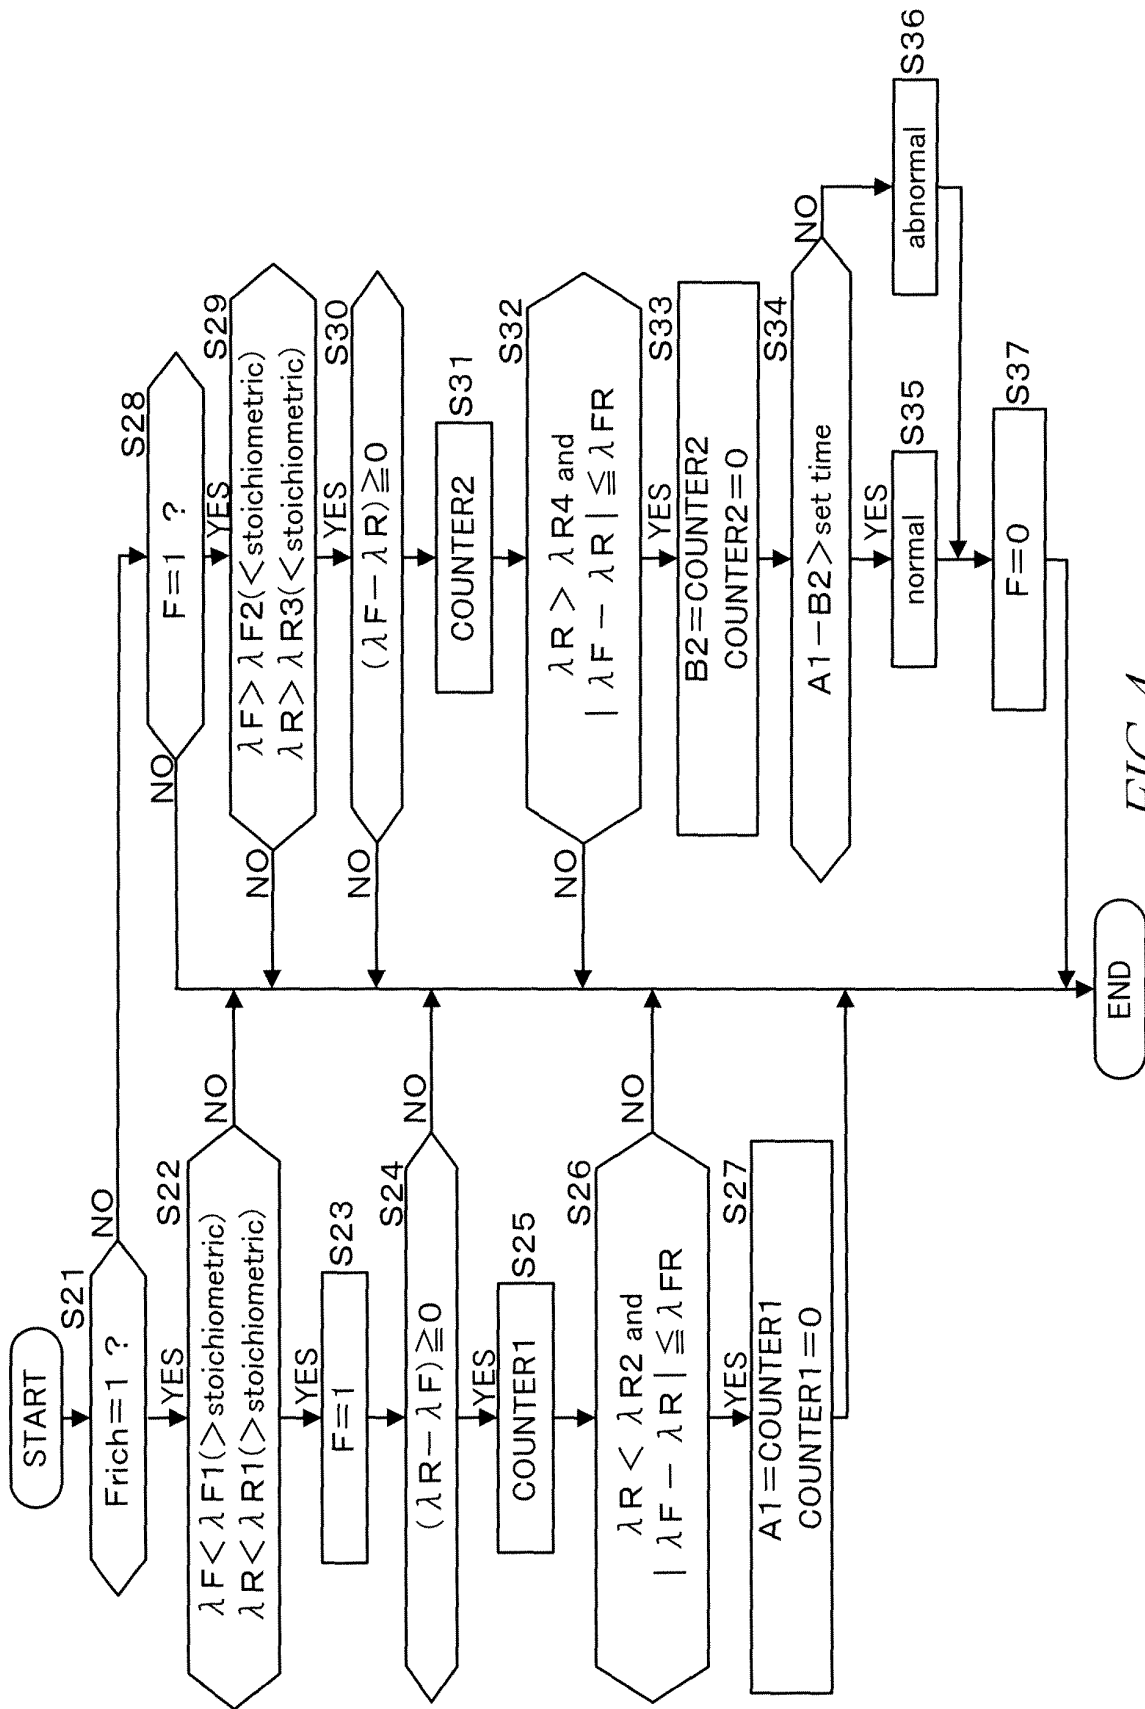 START
S21
Frich=1 ?
NO
YES
S22
λF<λF1(>stoichiometric)
λR<λR1(>stoichiometric)
NO
YES
S23
F=1
S24
(λR-λF)≧0
NO
YES
S25
COUNTER1
S26
λR < λR2 and
| λF - λR | ≦ λFR
NO
YES
S27
A1=COUNTER1
COUNTER1=0
S28
F=1 ?
NO
YES
S29
λF>λF2(<stoichiometric)
λR>λR3(<stoichiometric)
NO
YES
S30
(λF-λR)≧0
NO
S31
COUNTER2
S32
λR > λR4 and
| λF - λR | ≦ λFR
NO
YES
S33
B2=COUNTER2
COUNTER2=0
S34
A1-B2>set time
NO
YES
S35
normal
S36
abnormal
S37
F=0
END
FIG. 4